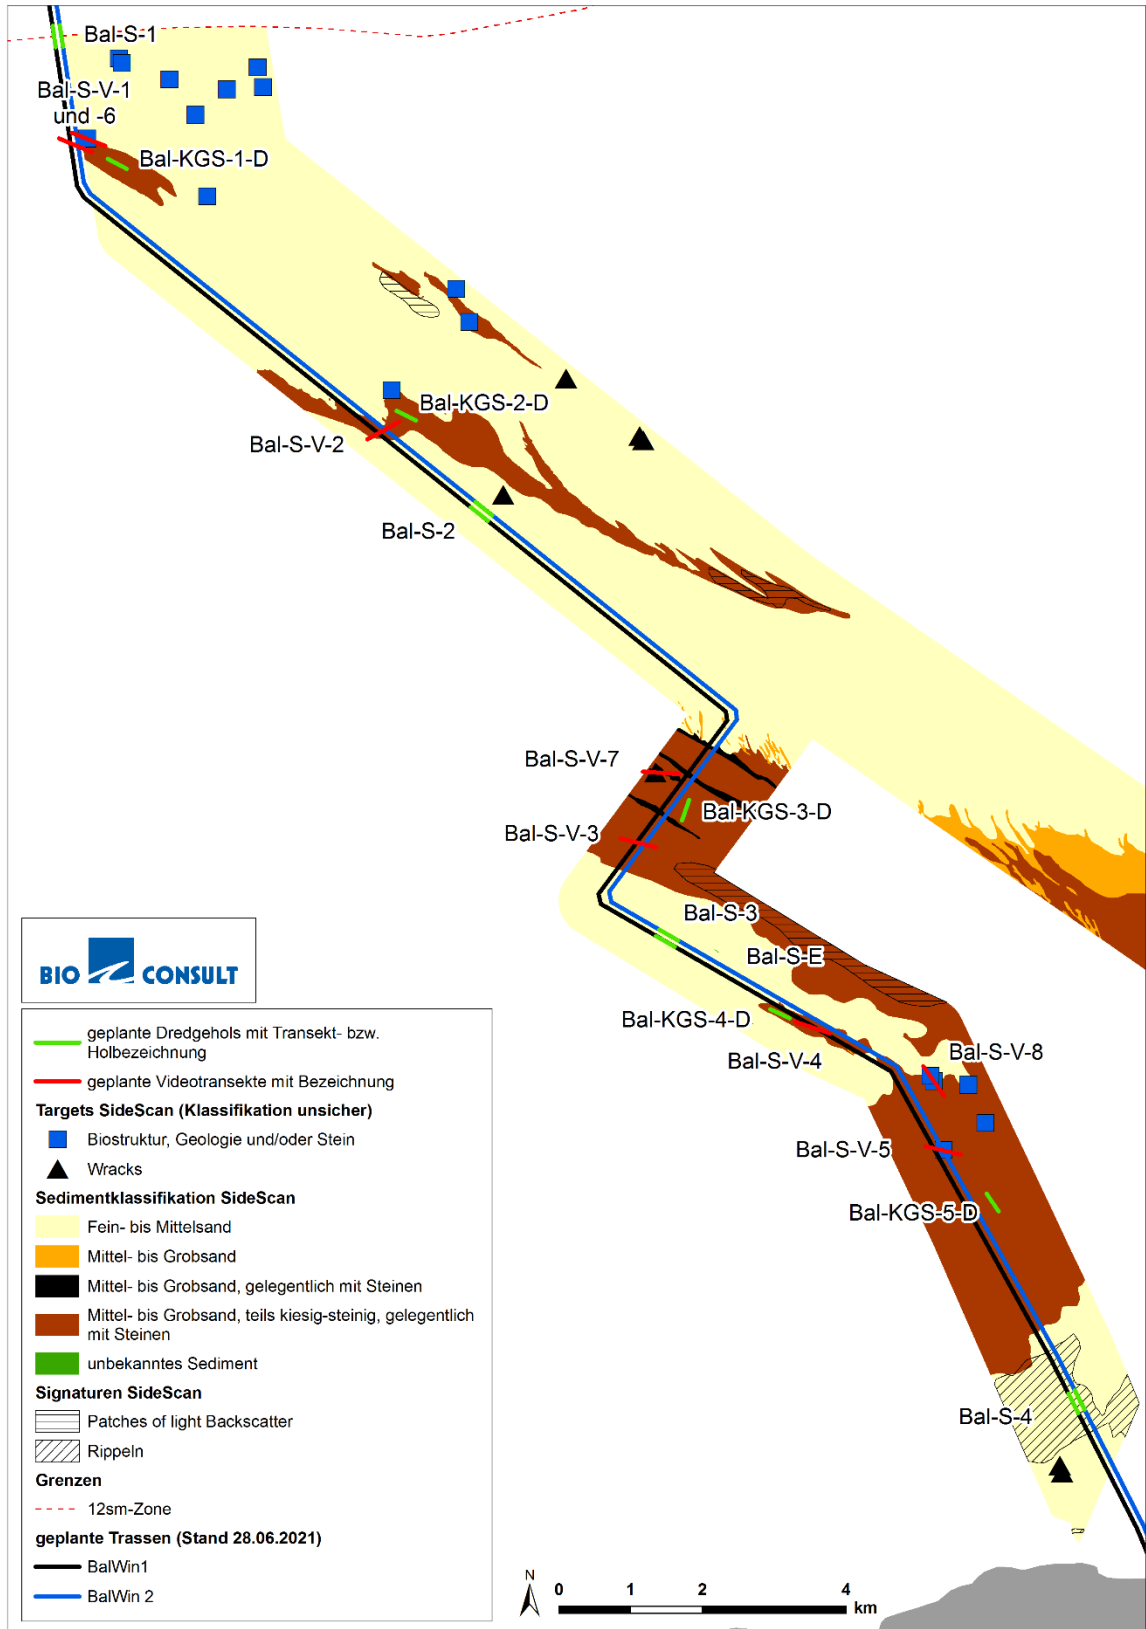 Bal-S-1
Bal-S-V-1
und -6
Bal-KGS-1-D
Bal-KGS-2-D
Bal-S-V-2
Bal-S-2
Bal-S-V-7
Bal-KGS-3-D
Bal-S-V-3
Bal-S-3
Bal-S-E
Bal-KGS-4-D
Bal-S-V-4
Bal-S-V-8
Bal-S-V-5
Bal-KGS-5-D
Bal-S-4
BIO CONSULT
geplante Dredgehols mit Transekt- bzw.
Holbezeichnung
geplante Videotransekte mit Bezeichnung
Targets SideScan (Klassifikation unsicher)
Biostruktur, Geologie und/oder Stein
Wracks
Sedimentklassifikation SideScan
Fein- bis Mittelsand
Mittel- bis Grobsand
Mittel- bis Grobsand, gelegentlich mit Steinen
Mittel- bis Grobsand, teils kiesig-steinig, gelegentlich
mit Steinen
unbekanntes Sediment
Signaturen SideScan
Patches of light Backscatter
Rippeln
Grenzen
12sm-Zone
geplante Trassen (Stand 28.06.2021)
BalWin1
BalWin 2
N
0 1 2 4
km